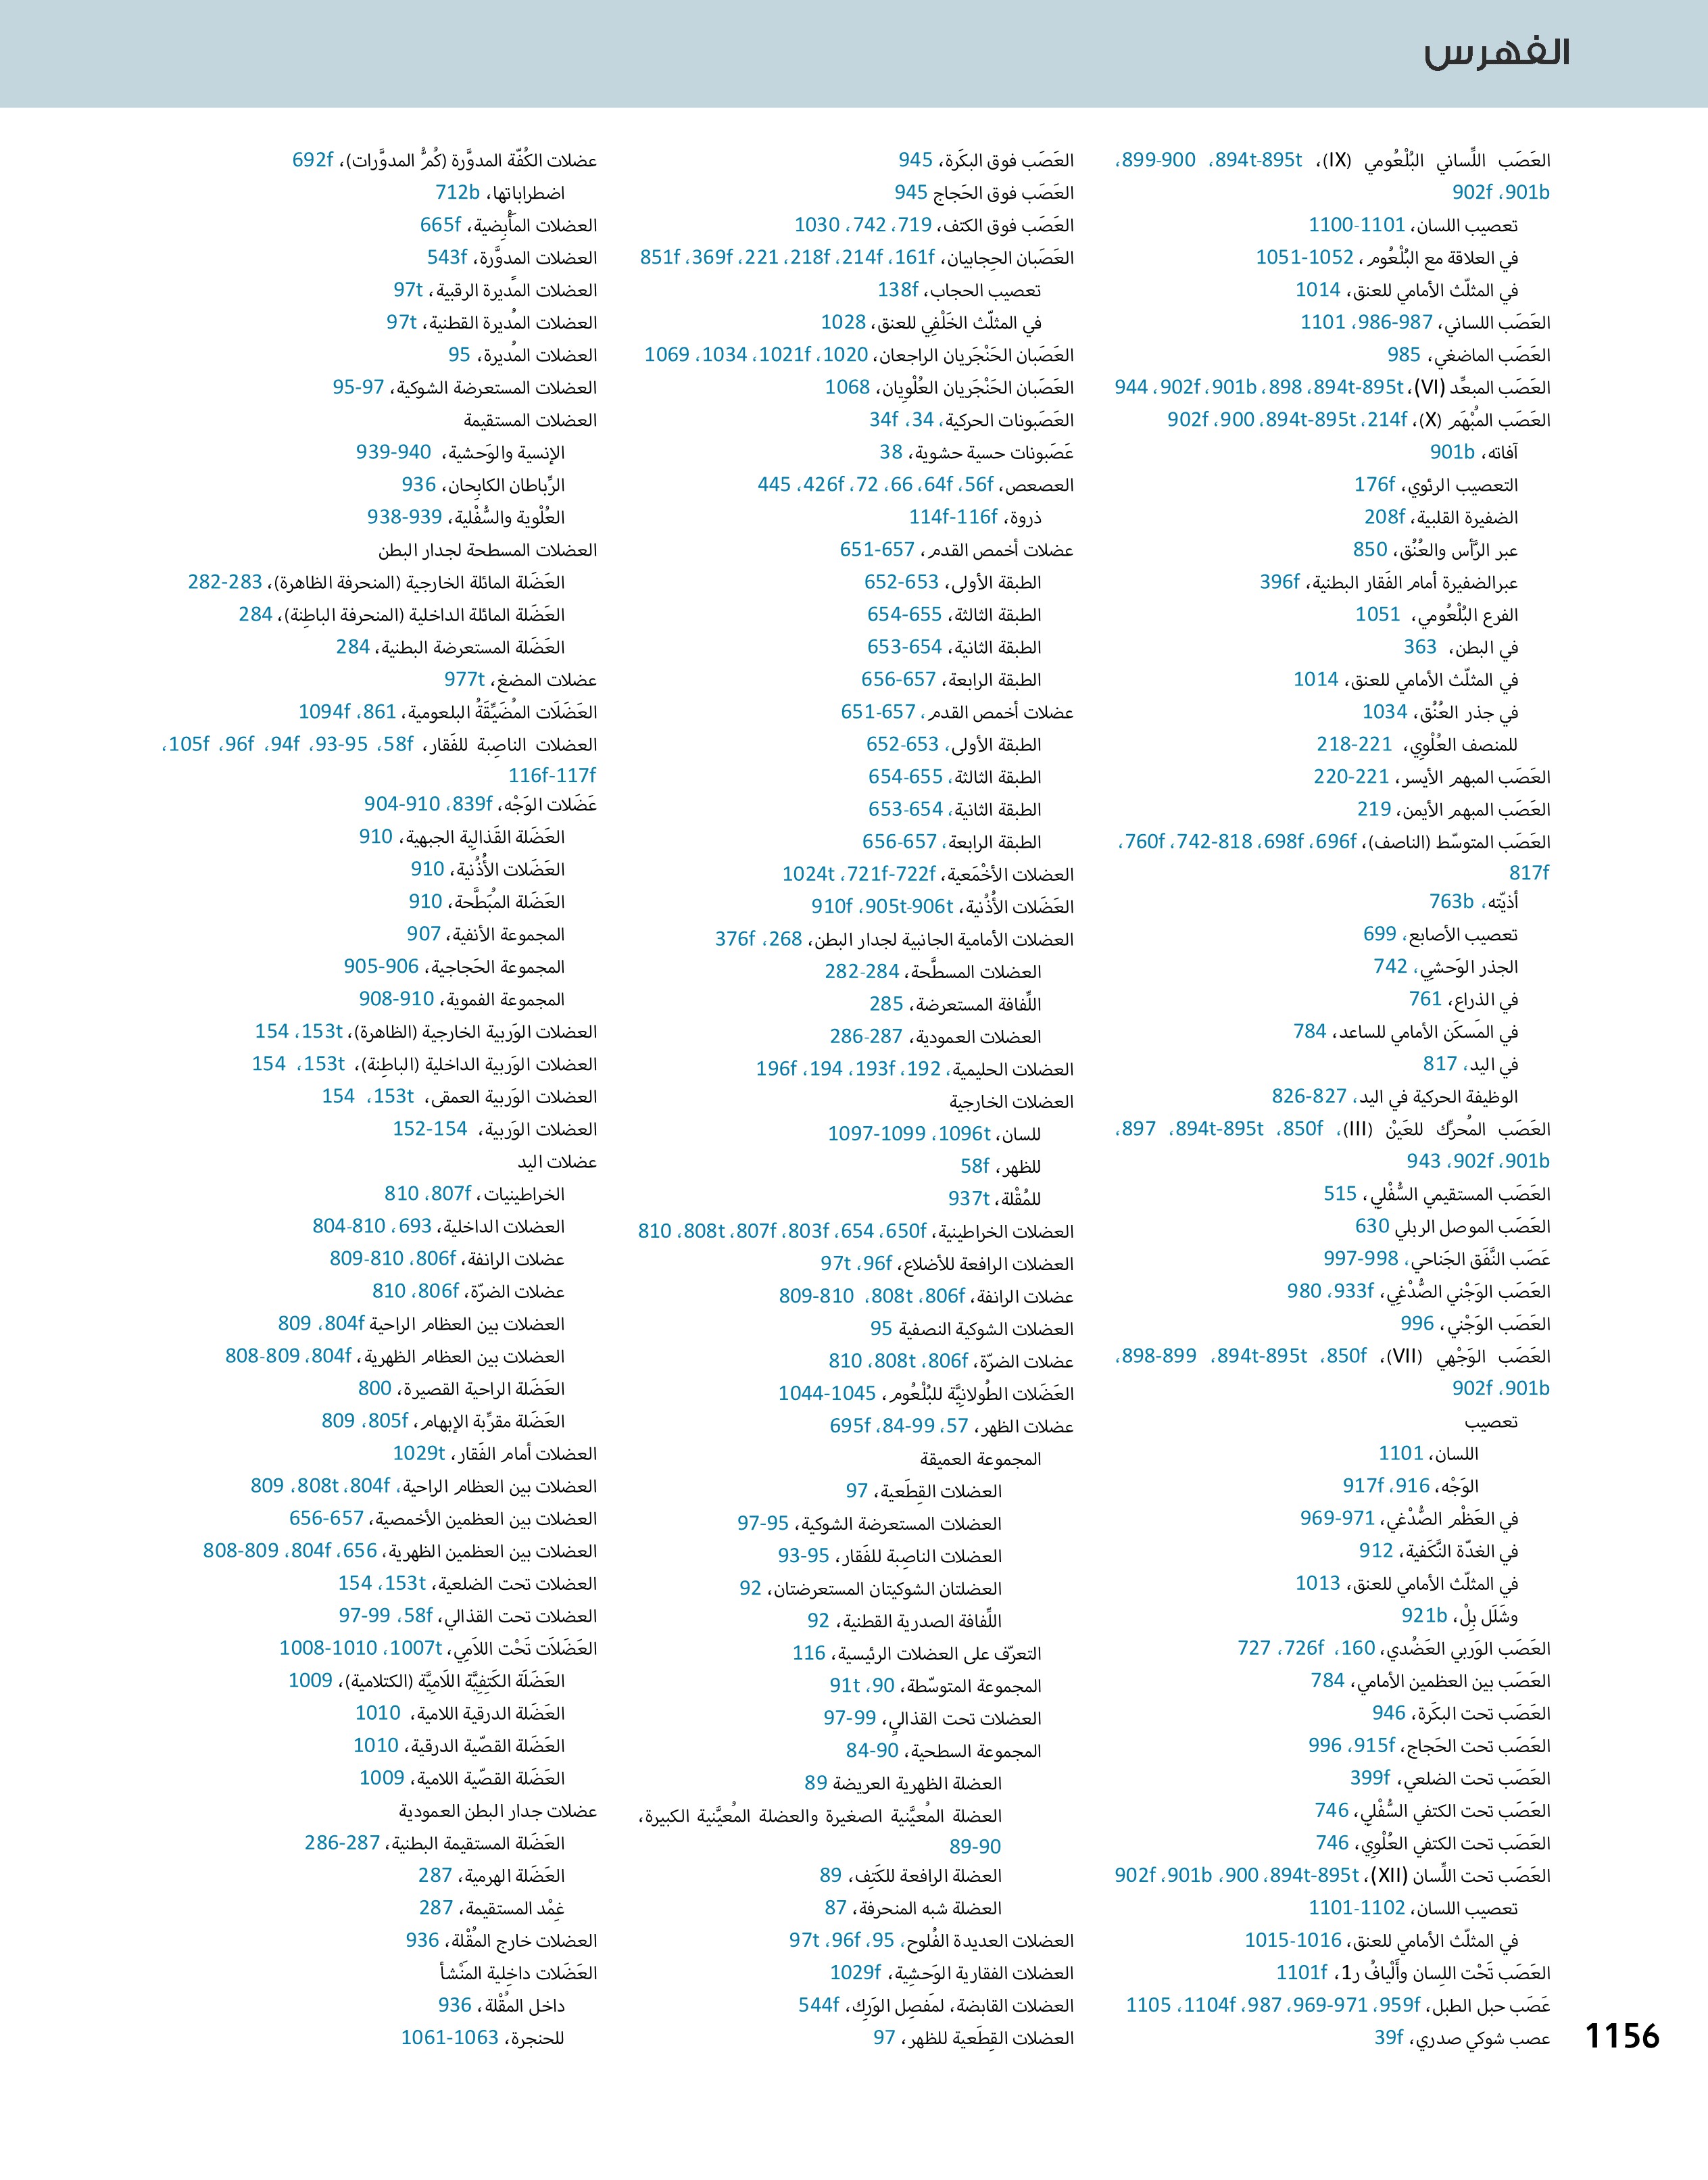 الفهرس
العَصَب اللِّساني البُلْعُومي (IX)، 894t-895t، 899-900،
901b، 902f
تعصيب اللسان، 1100-1101
في العلاقة مع البُلْعُوم، 1051-1052
في المثلّث الأمامي للعنق، 1014
العَصَب اللساني، 986-987، 1101
العَصَب الماضغي، 985
العَصَب المبعِّد (VI)، 894t-895t، 898، 901b، 902f، 944
العَصَب المُبْهَم (X)، 214f، 894t-895t، 900، 902f
آفاته، 901b
التعصيب الرئوي، 176f
الضفيرة القلبية، 208f
عبر الرَّأس والعُنُق، 850
عبرالضفيرة أمام الفَقار البطنية، 396f
الفرع البُلْعُومي، 1051
في البطن، 363
في المثلّث الأمامي للعنق، 1014
في جذر العُنُق، 1034
للمنصف العُلْوِي، 218-221
العَصَب المبهم الأيسر، 220-221
العَصَب المبهم الأيمن، 219
العَصَب المتوسّط (الناصف)، 696f، 698f، 742-818، 760f،
817f
أذيّته، 763b
تعصيب الأصابع، 699
الجذر الوَحشي، 742
في الذراع، 761
في المَسكَن الأمامي للساعد، 784
في اليد، 817
الوظيفة الحركية في اليد، 826-827
العَصَب المُحرِّك للعَيْن (III)، 850f، 894t-895t، 897،
901b، 902f، 943
العَصَب المستقيمي السُّفْلي، 515
العَصَب الموصل الربلي 630
عَصَب النَّفَق الجَناحي، 997-998
العَصَب الوَجْني الصُّدْغي، 933f، 980
العَصَب الوَجْني، 996
العَصَب الوَجْهي (VII)، 850f، 894t-895t، 898-899،
901b، 902f
تعصيب
اللسان، 1101
الوَجْه، 916، 917f
في العَظْم الصُّدْغي، 969-971
في الغدّة النَّكَفية، 912
في المثلّث الأمامي للعنق، 1013
وشَلَل بِلْ، 921b
العَصَب الوَربي العَضُدي، 160، 726f، 727
العَصَب بين العظمين الأمامي، 784
العَصَب تحت البكَرة، 946
العَصَب تحت الحَجاج، 915f، 996
العَصَب تحت الضلعي، 399f
العَصَب تحت الكتفي السُّفْلي، 746
العَصَب تحت الكتفي العُلْوِي، 746
العَصَب تحت اللِّسان (XII)، 894t-895t، 900، 901b، 902f
تعصيب اللسان، 1101-1102
في المثلّث الأمامي للعنق، 1015-1016
العَصَب تَحْت اللِسان وأَلْيافُ ر1، 1101f
عَصَب حبل الطبل، 959f، 969-971، 987، 1104f، 1105
عصب شوكي صدري، 39f
العَصَب فوق البكَرة، 945
العَصَب فوق الحَجاج 945
العَصَب فوق الكتف، 719، 742، 1030
العَصَبان الحِجابيان، 161f، 214f، 218f، 221، 369f، 851f
تعصيب الحجاب، 138f
في المثلّث الخَلْفِي للعنق، 1028
العَصَبان الحَنْجَريان الراجعان، 1020، 1021f، 1034، 1069
العَصَبان الحَنْجَريان العُلْوِيان، 1068
العَصَبونات الحركية، 34، 34f
عَصَبونات حسية حشوية، 38
العصعص، 56f، 64f، 66، 72، 426f، 445
ذروة، 114f-116f
عضلات أخمص القدم، 651-657
الطبقة الأولى، 652-653
الطبقة الثالثة، 654-655
الطبقة الثانية، 653-654
الطبقة الرابعة، 656-657
عضلات أخمص القدم، 651-657
الطبقة الأولى، 652-653
الطبقة الثالثة، 654-655
الطبقة الثانية، 653-654
الطبقة الرابعة، 656-657
العضلات الأخْمَعية، 721f-722f، 1024t
العَضَلات الأُذُنية، 905t-906t، 910f
العضلات الأمامية الجانبية لجدار البطن، 268، 376f
العضلات المسطَّحة، 282-284
اللِّفافة المستعرضة، 285
العضلات العمودية، 286-287
العضلات الحليمية، 192، 193f، 194، 196f
العضلات الخارجية
للسان، 1096t، 1097-1099
للظهر، 58f
للمُقْلة، 937t
العضلات الخراطينية، 650f، 654، 803f، 807f، 808t، 810
العضلات الرافعة للأضلاع، 96f، 97t
عضلات الرانفة، 806f، 808t، 809-810
العضلات الشوكية النصفية 95
عضلات الضرّة، 806f، 808t، 810
العَضَلات الطُولانِيَّة للبُلْعُوم، 1044-1045
عضلات الظهر، 57، 84-99، 695f
المجموعة العميقة
العضلات القِطَعية، 97
العضلات المستعرضة الشوكية، 95-97
العضلات الناصِبة للفَقار، 93-95
العضلتان الشوكيتان المستعرضتان، 92
اللِّفافة الصدرية القطنية، 92
التعرّف على العضلات الرئيسية، 116
المجموعة المتوسّطة، 90، 91t
العضلات تحت القذالي، 97-99
المجموعة السطحية، 84-90
العضلة الظهرية العريضة 89
العضلة المُعيَّنية الصغيرة والعضلة المُعيَّنية الكبيرة،
89-90
العضلة الرافعة للكَتِف، 89
العضلة شبه المنحرفة، 87
العضلات العديدة الفُلوح، 95، 96f، 97t
العضلات الفقارية الوَحشية، 1029f
العضلات القابضة، لمَفصِل الوَرِك، 544f
العضلات القِطَعية للظهر، 97
عضلات الكُفّة المدوَّرة (كُمُّ المدوَّرات)، 692f
اضطراباتها، 712b
العضلات المَأْبِضية، 665f
العضلات المدوَّرة، 543f
العضلات المًديرة الرقبية، 97t
العضلات المُديرة القطنية، 97t
العضلات المُديرة، 95
العضلات المستعرضة الشوكية، 95-97
العضلات المستقيمة
الإنسية والوَحشية، 939-940
الرِّباطان الكابِحان، 936
العُلْوية والسُّفْلية، 938-939
العضلات المسطحة لجدار البطن
العَضَلة المائلة الخارجية (المنحرفة الظاهرة)، 282-283
العَضَلة المائلة الداخلية (المنحرفة الباطِنة)، 284
العَضَلة المستعرضة البطنية، 284
عضلات المضغ، 977t
العَضَلَات المُضَيِّقَةُ البلعومية، 861، 1094f
العضلات الناصِبة للفَقار، 58f، 93-95، 94f، 96f، 105f،
116f-117f
عَضَلات الوَجْه، 839f، 904-910
العَضَلة القَذالِية الجبهية، 910
العَضَلات الأُذُنية، 910
العَضَلة المُبَطَّحة، 910
المجموعة الأنفية، 907
المجموعة الحَجاجية، 905-906
المجموعة الفموية، 908-910
العضلات الوَربية الخارجية (الظاهرة)، 153t، 154
العضلات الوَربية الداخلية (الباطِنة)، 153t، 154
العضلات الوَربية العمقى، 153t، 154
العضلات الوَربية، 152-154
عضلات اليد
الخراطينيات، 807f، 810
العضلات الداخلية، 693، 804-810
عضلات الرانفة، 806f، 809-810
عضلات الضرّة، 806f، 810
العضلات بين العظام الراحية 804f، 809
العضلات بين العظام الظهرية، 804f، 808-809
العَضَلة الراحية القصيرة، 800
العَضَلة مقرِّبة الإبهام، 805f، 809
العضلات أمام الفَقار، 1029t
العضلات بين العظام الراحية، 804f، 808t، 809
العضلات بين العظمين الأخمصية، 656-657
العضلات بين العظمين الظهرية، 656، 804f، 808-809
العضلات تحت الضلعية، 153t، 154
العضلات تحت القذالي، 58f، 97-99
العَضَلَات تَحْت اللاَمِي، 1007t، 1008-1010
العَضَلَة الكَتِفِيَّة اللَامِيَّة (الكتلامية)، 1009
العَضَلة الدرقية اللامية، 1010
العَضَلة القصّية الدرقية، 1010
العَضَلة القصّية اللامية، 1009
عضلات جدار البطن العمودية
العَضَلة المستقيمة البطنية، 286-287
العَضَلة الهرمية، 287
غِمْد المستقيمة، 287
العضلات خارج المُقْلة، 936
العَضَلات داخِلية المَنْشأ
داخل المُقْلة، 936
للحنجرة، 1061-1063
1156